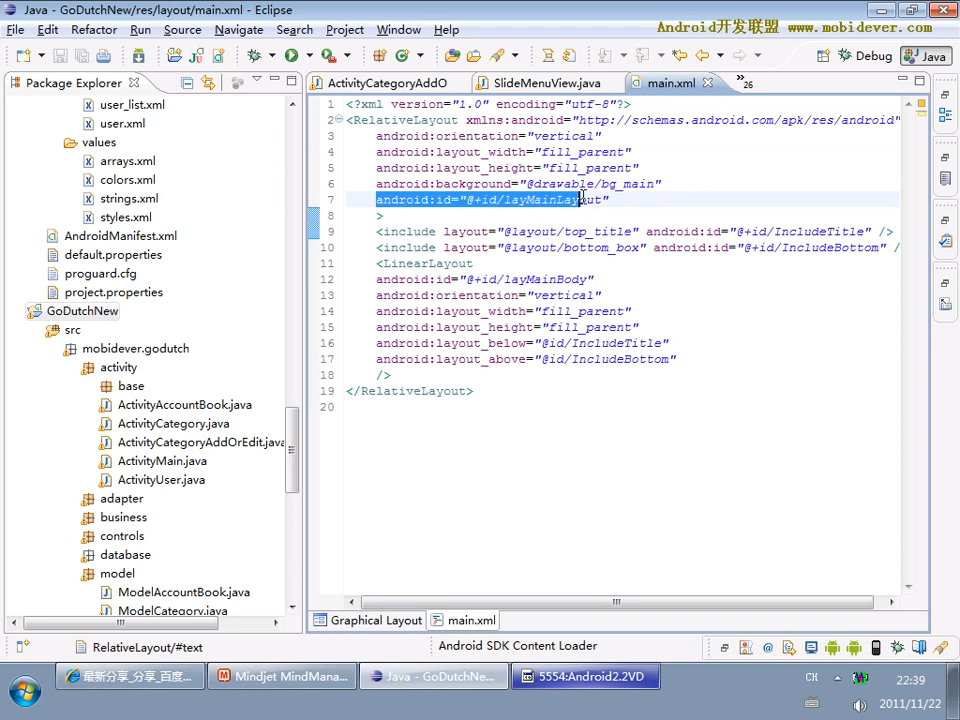 Java - GoDutchNew/res/layout/main.xml - Eclipse
File Edit Refactor Run Source Navigate Search Project Window Help
Android开发联盟 www.mobidever.com
Debug Java
Package Explorer
ActivityCategoryAddO SlideMenuView.java main.xml 26
user_list.xml
user.xml
values
arrays.xml
colors.xml
strings.xml
styles.xml
AndroidManifest.xml
default.properties
proguard.cfg
project.properties
GoDutchNew
src
mobidever.godutch
activity
base
ActivityAccountBook.java
ActivityCategory.java
ActivityCategoryAddOrEdit.java
ActivityMain.java
ActivityUser.java
adapter
business
controls
database
model
ModelAccountBook.java
ModelCategory.java
1 <?xml version="1.0" encoding="utf-8"?>
2 <RelativeLayout xmlns:android="http://schemas.android.com/apk/res/android"
3 android:orientation="vertical"
4 android:layout_width="fill_parent"
5 android:layout_height="fill_parent"
6 android:background="@drawable/bg_main"
7 android:id="@+id/layMainLayout"
8 >
9 <include layout="@layout/top_title" android:id="@+id/IncludeTitle" />
10 <include layout="@layout/bottom_box" android:id="@+id/IncludeBottom" /
11 <LinearLayout
12 android:id="@+id/layMainBody"
13 android:orientation="vertical"
14 android:layout_width="fill_parent"
15 android:layout_height="fill_parent"
16 android:layout_below="@id/IncludeTitle"
17 android:layout_above="@id/IncludeBottom"
18 />
19 </RelativeLayout>
20
Graphical Layout main.xml
RelativeLayout/#text
Android SDK Content Loader
最新分享_分享_百度... Mindjet MindMana... Java - GoDutchNe... 5554:Android2.2VD
CH
22:39
2011/11/22